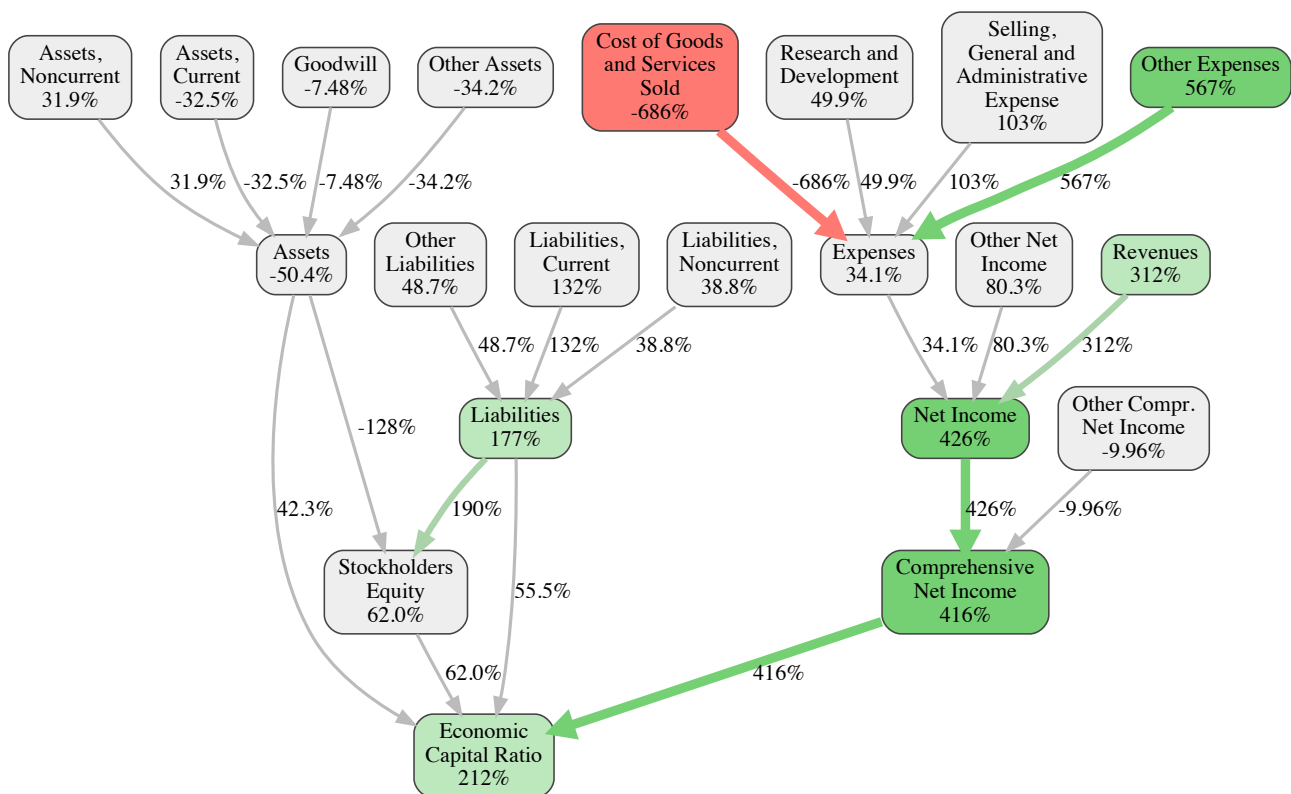 Assets,
Noncurrent
31.9%
Assets,
Current
-32.5%
Goodwill
-7.48%
Other Assets
-34.2%
Cost of Goods
and Services
Sold
-686%
Research and
Development
49.9%
Selling,
General and
Administrative
Expense
103%
Other Expenses
567%
31.9%
-32.5%
-7.48%
-34.2%
-686%
49.9%
103%
567%
Assets
-50.4%
Other
Liabilities
48.7%
Liabilities,
Current
132%
Liabilities,
Noncurrent
38.8%
Expenses
34.1%
Other Net
Income
80.3%
Revenues
312%
48.7%
132%
38.8%
34.1%
80.3%
312%
-128%
Liabilities
177%
Net Income
426%
Other Compr.
Net Income
-9.96%
42.3%
190%
426%
-9.96%
Stockholders
Equity
62.0%
55.5%
Comprehensive
Net Income
416%
62.0%
416%
Economic
Capital Ratio
212%